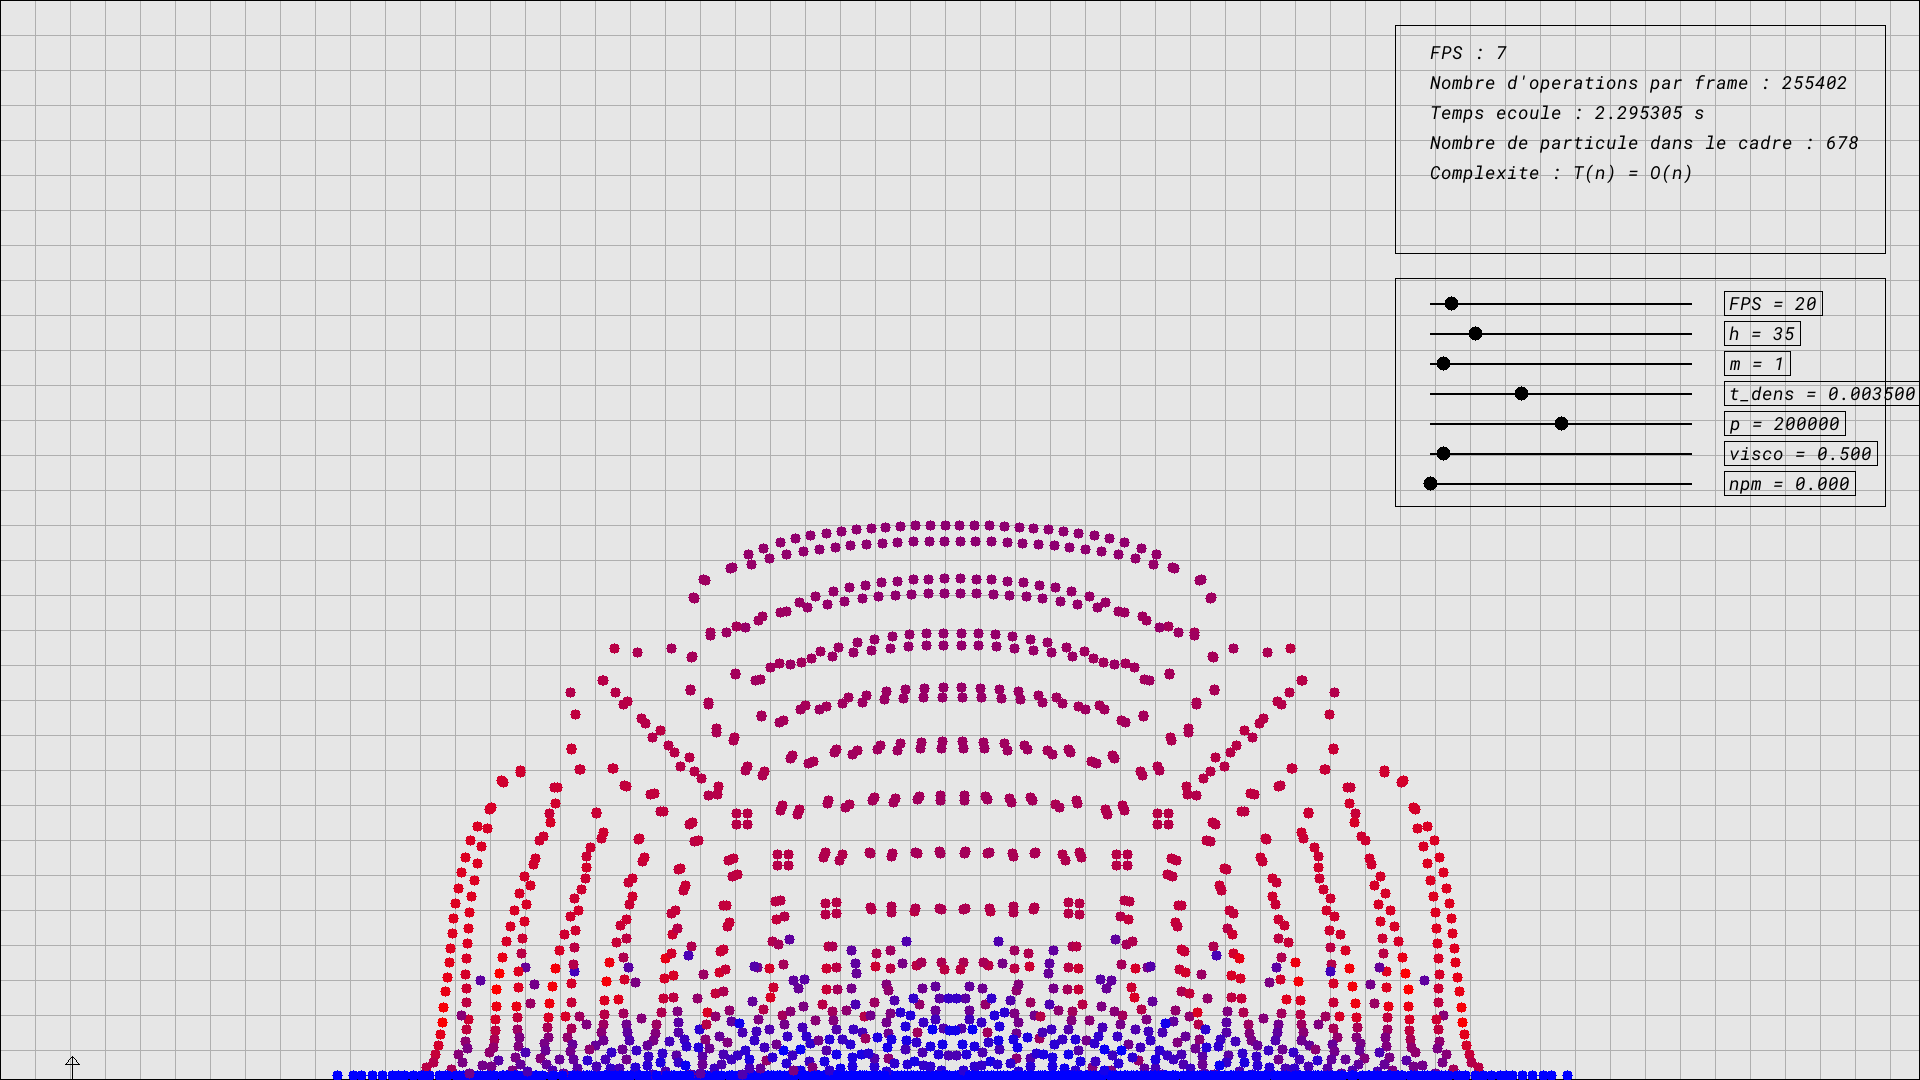 FPS : 7
Nombre d'operations par frame : 255402
Temps ecoule : 2.295305 s
Nombre de particule dans le cadre : 678
Complexite : T(n) = O(n)
FPS = 20
h = 35
m = 1
t_dens = 0.003500
p = 200000
visco = 0.500
npm = 0.000